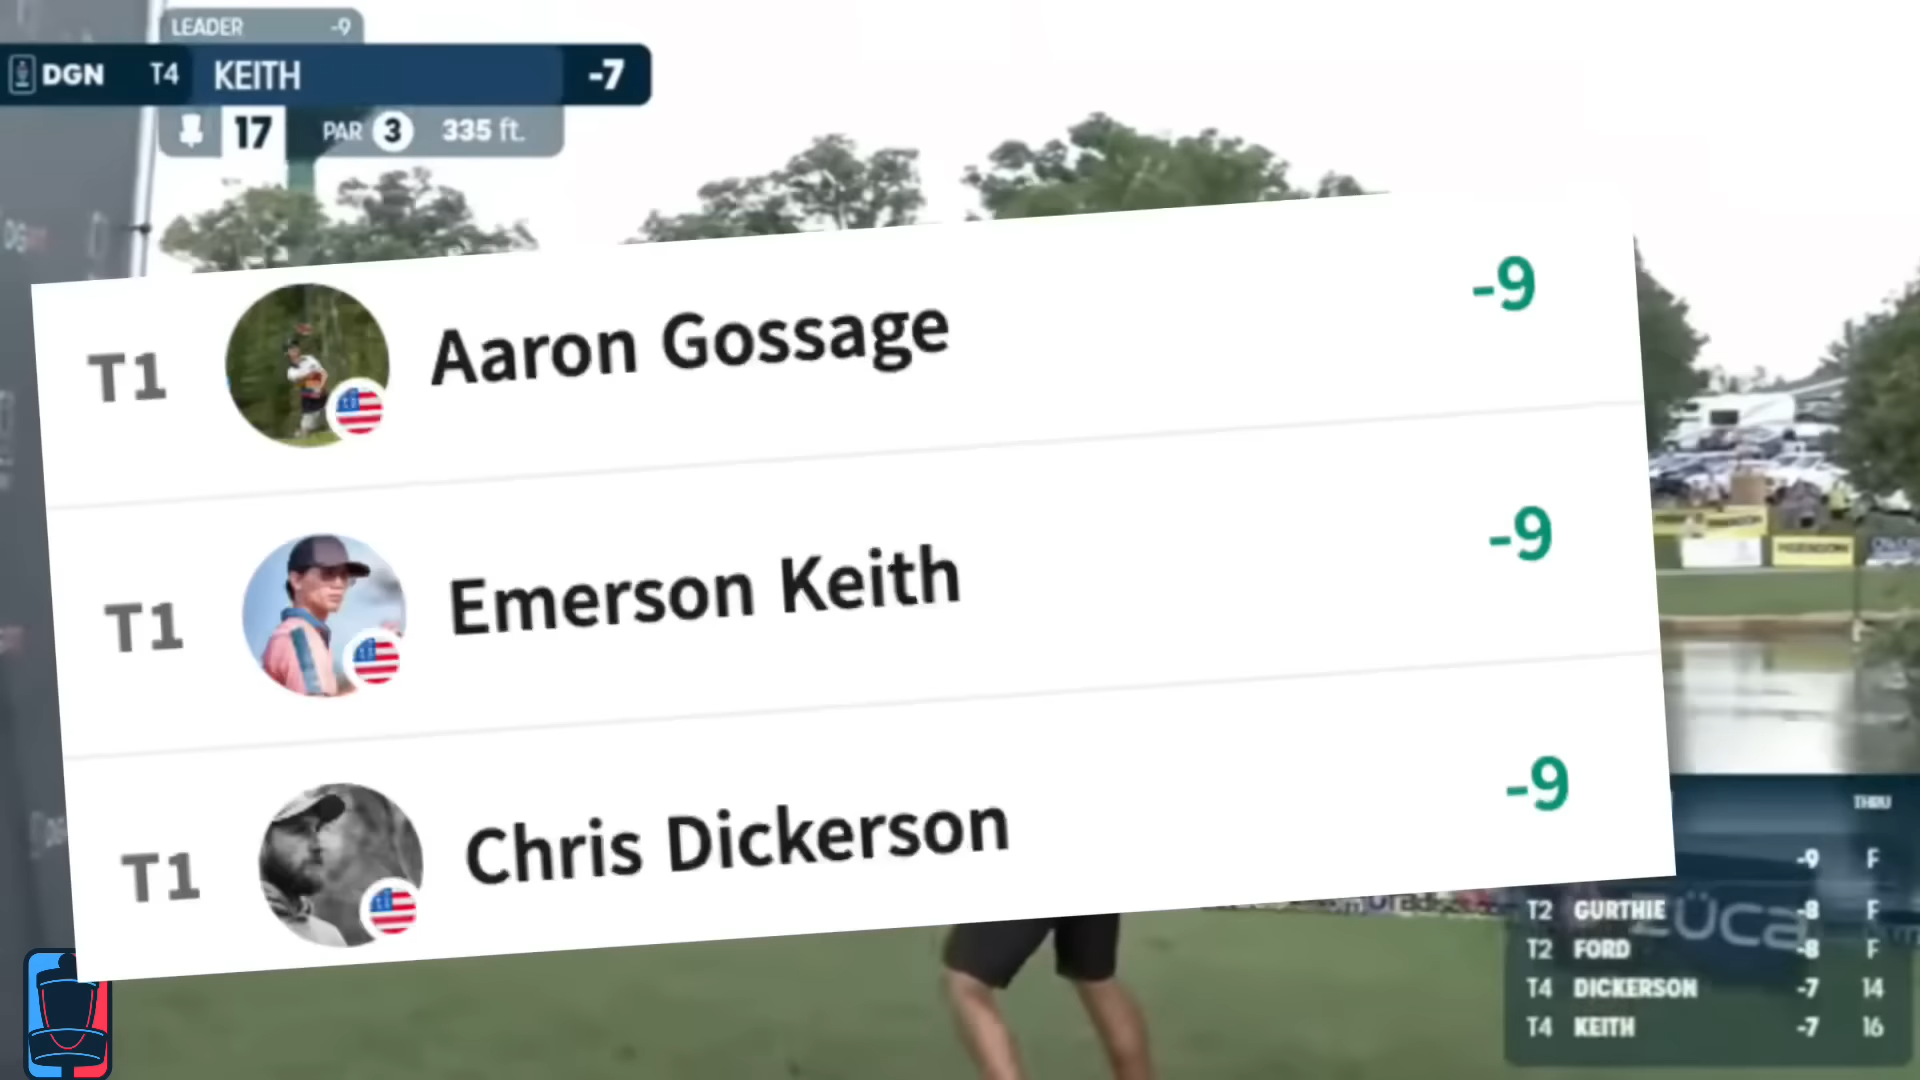 LEADER -9
DGN T4 KEITH -7
17 PAR 3 335 ft.
T1 Aaron Gossage -9
T1 Emerson Keith -9
T1 Chris Dickerson -9
THRU
-9 F
T2 GURTHIE -8 F
T2 FORD -8 F
T4 DICKERSON -7 14
T4 KEITH -7 16
ZÜCA